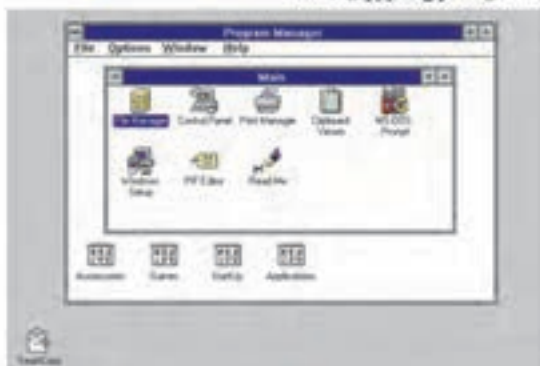 Program Manager
File Options Window Help
Main
File Manager Control Panel Print Manager Clipboard Viewer MS-DOS Prompt
Windows Setup PIF Editor Read Me
Accessories Games StartUp Applications